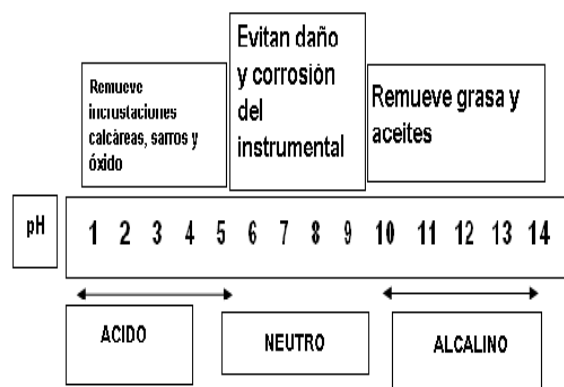 Remueve
incrustaciones
calcáreas, sarros y
óxido
Evitan daño
y corrosión
del
instrumental
Remueve grasa y
aceites
pH
1 2 3 4 5 6 7 8 9 10 11 12 13 14
ACIDO
NEUTRO
ALCALINO